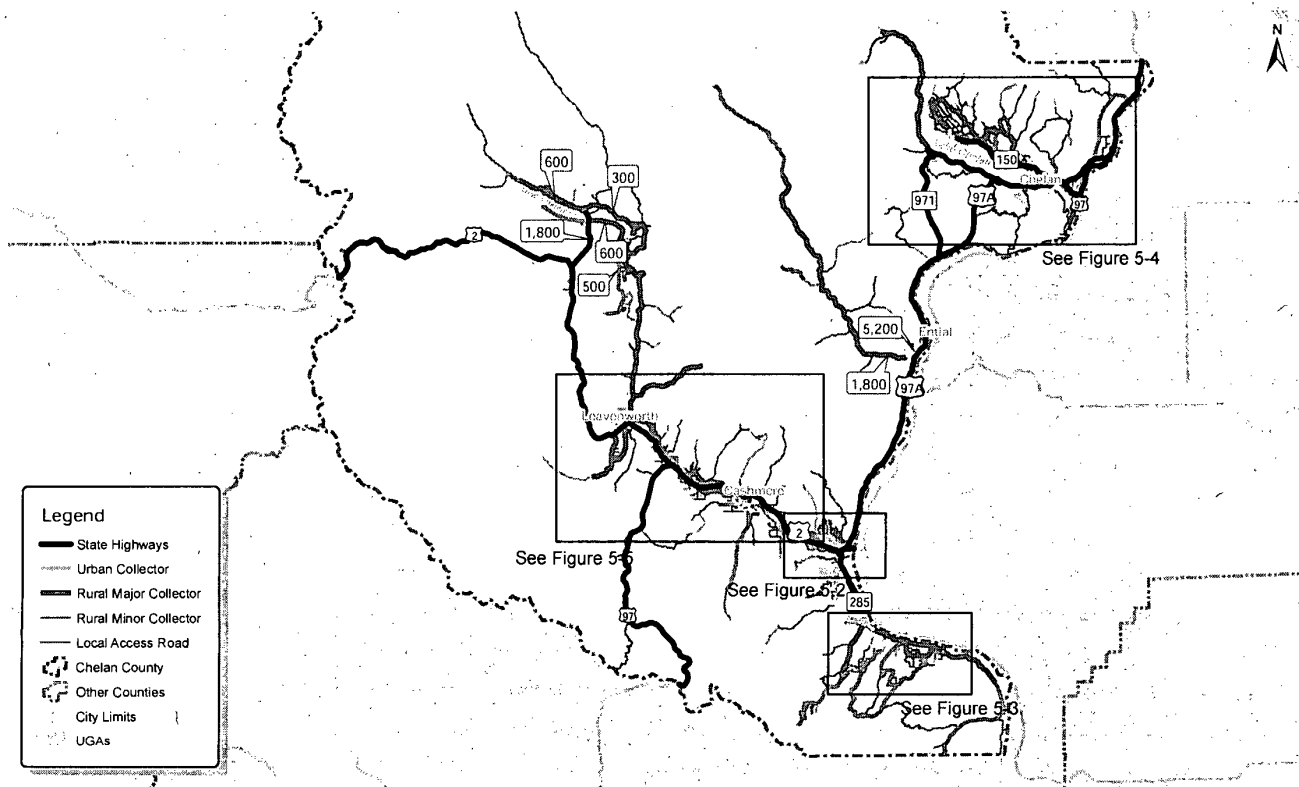 N
600
300
150
Chelan
971
97A
97
2
1,800
600
See Figure 5-4
500
5,200
Entiat
1,800
97A
Leavenworth
Cashmere
2
See Figure 5-5
See Figure 5-2
285
97
See Figure 5-3
Legend
State Highways
Urban Collector
Rural Major Collector
Rural Minor Collector
Local Access Road
Chelan County
Other Counties
City Limits
UGAs